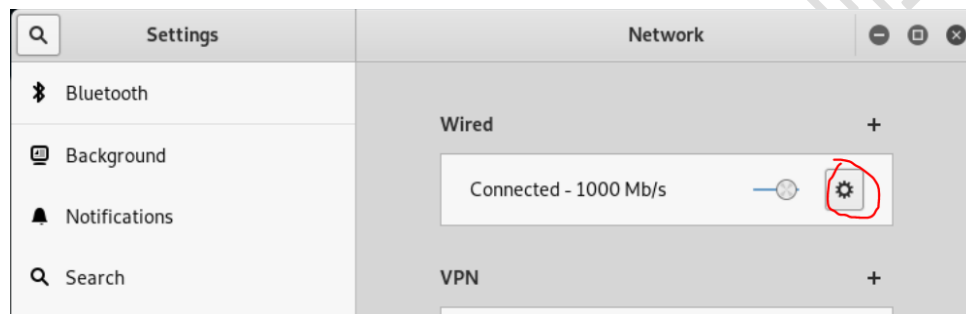 Settings
Network
Bluetooth
Background
Notifications
Search
Wired
+
Connected - 1000 Mb/s
VPN
+